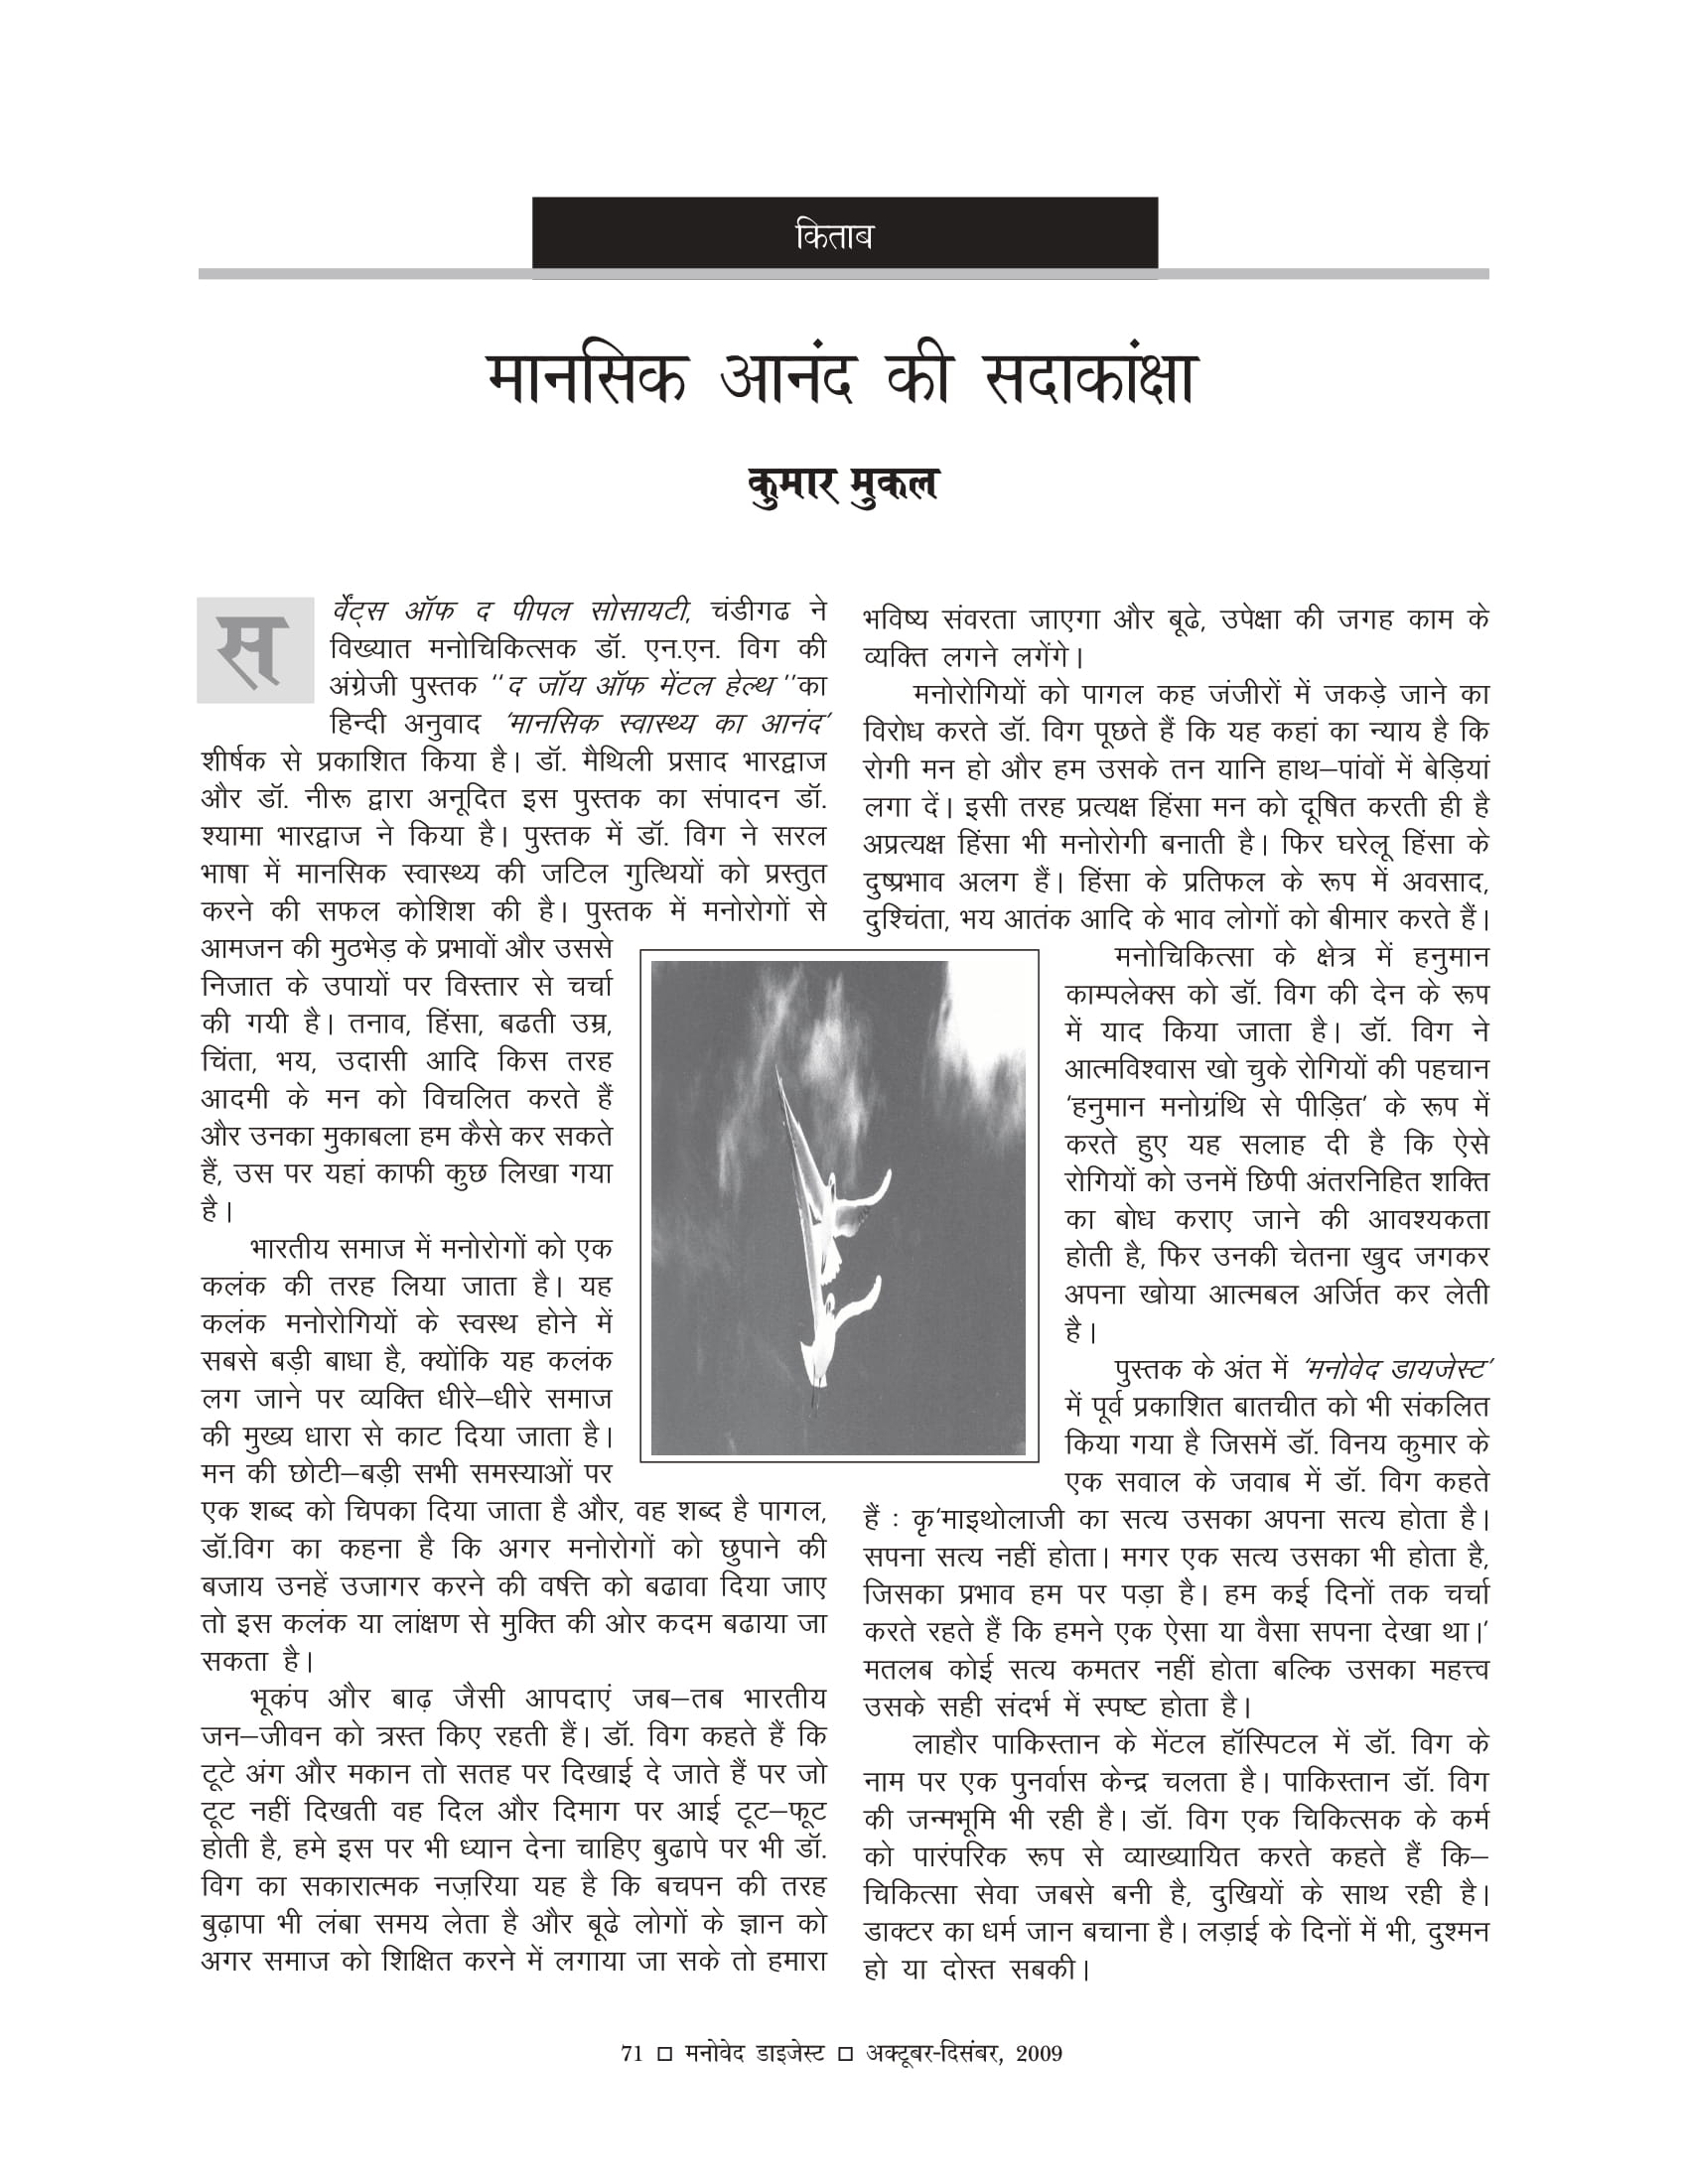 किताब
मानसिक आनंद की सदाकांक्षा
कुमार मुकल
सर्वेंट्स ऑफ द पीपल सोसायटी, चंडीगढ ने
विख्यात मनोचिकित्सक डॉ. एन.एन. विग की
अंग्रेजी पुस्तक ''द जॉय ऑफ मेंटल हेल्थ ''का
हिन्दी अनुवाद 'मानसिक स्वास्थ्य का आनंद'
शीर्षक से प्रकाशित किया है। डॉ. मैथिली प्रसाद भारद्वाज
और डॉ. नीरू द्वारा अनूदित इस पुस्तक का संपादन डॉ.
श्यामा भारद्वाज ने किया है। पुस्तक में डॉ. विग ने सरल
भाषा में मानसिक स्वास्थ्य की जटिल गुत्थियों को प्रस्तुत
करने की सफल कोशिश की है। पुस्तक में मनोरोगों से
आमजन की मुठभेड़ के प्रभावों और उससे
निजात के उपायों पर विस्तार से चर्चा
की गयी है। तनाव, हिंसा, बढती उम्र,
चिंता, भय, उदासी आदि किस तरह
आदमी के मन को विचलित करते हैं
और उनका मुकाबला हम कैसे कर सकते
हैं, उस पर यहां काफी कुछ लिखा गया
है।
भारतीय समाज में मनोरोगों को एक
कलंक की तरह लिया जाता है। यह
कलंक मनोरोगियों के स्वस्थ होने में
सबसे बड़ी बाधा है, क्योंकि यह कलंक
लग जाने पर व्यक्ति धीरे–धीरे समाज
की मुख्य धारा से काट दिया जाता है।
मन की छोटी–बड़ी सभी समस्याओं पर
एक शब्द को चिपका दिया जाता है और, वह शब्द है पागल,
डॉ.विग का कहना है कि अगर मनोरोगों को छुपाने की
बजाय उनहें उजागर करने की वर्षत्ति को बढावा दिया जाए
तो इस कलंक या लांक्षण से मुक्ति की ओर कदम बढाया जा
सकता है।
भूकंप और बाढ़ जैसी आपदाएं जब–तब भारतीय
जन–जीवन को त्रस्त किए रहती हैं। डॉ. विग कहते हैं कि
टूटे अंग और मकान तो सतह पर दिखाई दे जाते हैं पर जो
टूट नहीं दिखती वह दिल और दिमाग पर आई टूट–फूट
होती है, हमे इस पर भी ध्यान देना चाहिए बुढापे पर भी डॉ.
विग का सकारात्मक नज़रिया यह है कि बचपन की तरह
बुढ़ापा भी लंबा समय लेता है और बूढे लोगों के ज्ञान को
अगर समाज को शिक्षित करने में लगाया जा सके तो हमारा
भविष्य संवरता जाएगा और बूढे, उपेक्षा की जगह काम के
व्यक्ति लगने लगेंगे।
मनोरोगियों को पागल कह जंजीरों में जकड़े जाने का
विरोध करते डॉ. विग पूछते हैं कि यह कहां का न्याय है कि
रोगी मन हो और हम उसके तन यानि हाथ–पांवों में बेड़ियां
लगा दें। इसी तरह प्रत्यक्ष हिंसा मन को दूषित करती ही है
अप्रत्यक्ष हिंसा भी मनोरोगी बनाती है। फिर घरेलू हिंसा के
दुष्प्रभाव अलग हैं। हिंसा के प्रतिफल के रूप में अवसाद,
दुश्चिंता, भय आतंक आदि के भाव लोगों को बीमार करते हैं।
मनोचिकित्सा के क्षेत्र में हनुमान
काम्पलेक्स को डॉ. विग की देन के रूप
में याद किया जाता है। डॉ. विग ने
आत्मविश्वास खो चुके रोगियों की पहचान
'हनुमान मनोग्रंथि से पीड़ित' के रूप में
करते हुए यह सलाह दी है कि ऐसे
रोगियों को उनमें छिपी अंतरनिहित शक्ति
का बोध कराए जाने की आवश्यकता
होती है, फिर उनकी चेतना खुद जगकर
अपना खोया आत्मबल अर्जित कर लेती
है।
पुस्तक के अंत में 'मनोवेद डायजेस्ट'
में पूर्व प्रकाशित बातचीत को भी संकलित
किया गया है जिसमें डॉ. विनय कुमार के
एक सवाल के जवाब में डॉ. विग कहते
हैं : कृ'माइथोलाजी का सत्य उसका अपना सत्य होता है।
सपना सत्य नहीं होता। मगर एक सत्य उसका भी होता है,
जिसका प्रभाव हम पर पड़ा है। हम कई दिनों तक चर्चा
करते रहते हैं कि हमने एक ऐसा या वैसा सपना देखा था।'
मतलब कोई सत्य कमतर नहीं होता बल्कि उसका महत्त्व
उसके सही संदर्भ में स्पष्ट होता है।
लाहौर पाकिस्तान के मेंटल हॉस्पिटल में डॉ. विग के
नाम पर एक पुनर्वास केन्द्र चलता है। पाकिस्तान डॉ. विग
की जन्मभूमि भी रही है। डॉ. विग एक चिकित्सक के कर्म
को पारंपरिक रूप से व्याख्यायित करते कहते हैं कि–
चिकित्सा सेवा जबसे बनी है, दुखियों के साथ रही है।
डाक्टर का धर्म जान बचाना है। लड़ाई के दिनों में भी, दुश्मन
हो या दोस्त सबकी।
71 □ मनोवेद डाइजेस्ट □ अक्टूबर-दिसंबर, 2009